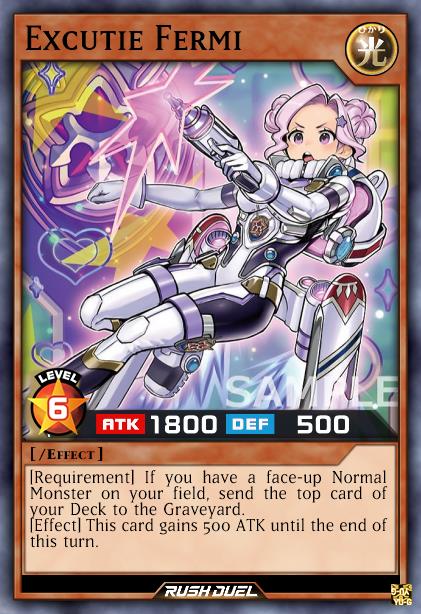 EXCUTIE FERMI
ひかり
光
SAMPLE
LEVEL
6
ATK 1800 DEF 500
[/EFFECT]
[Requirement] If you have a face-up Normal
Monster on your field, send the top card of
your Deck to the Graveyard.
[Effect] This card gains 500 ATK until the end of
this turn.
RUSH DUEL